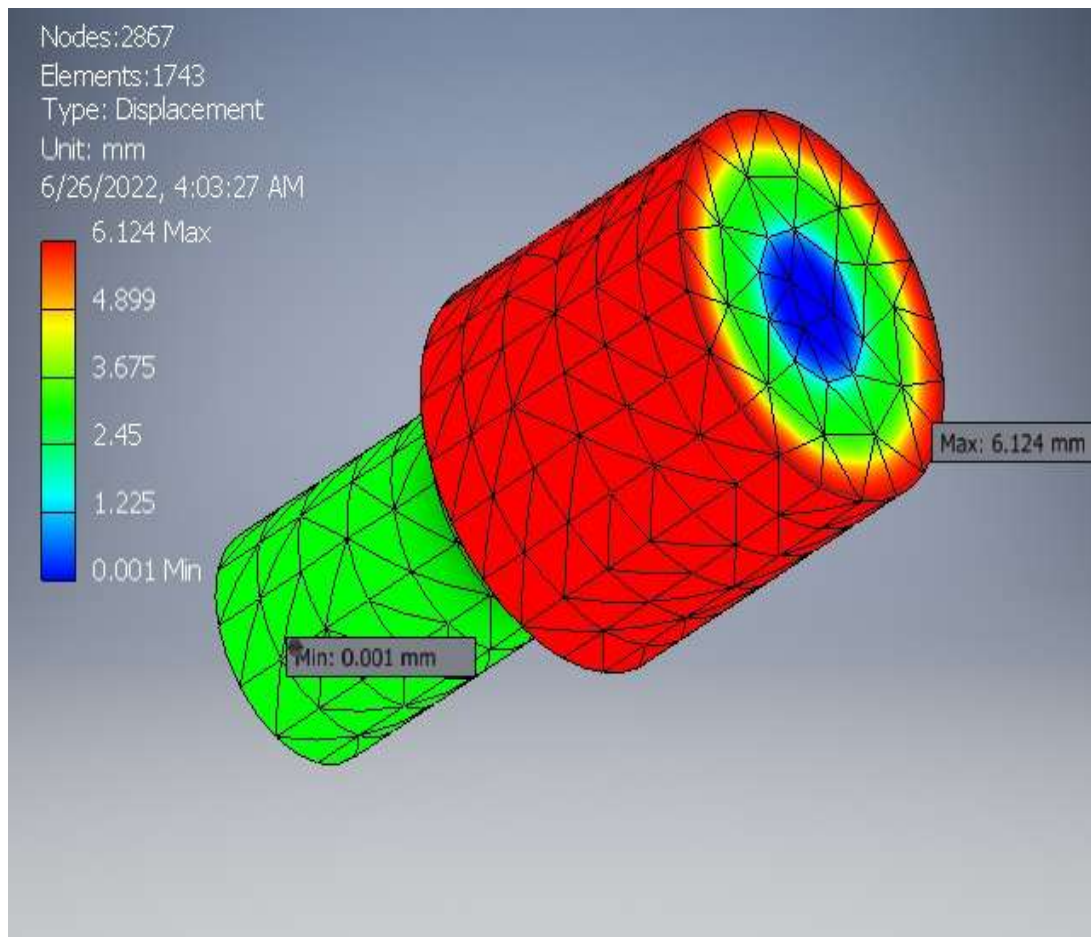 Nodes:2867
Elements:1743
Type: Displacement
Unit: mm
6/26/2022, 4:03:27 AM
6.124 Max
4.899
3.675
2.45
1.225
0.001 Min
Max: 6.124 mm
Min: 0.001 mm